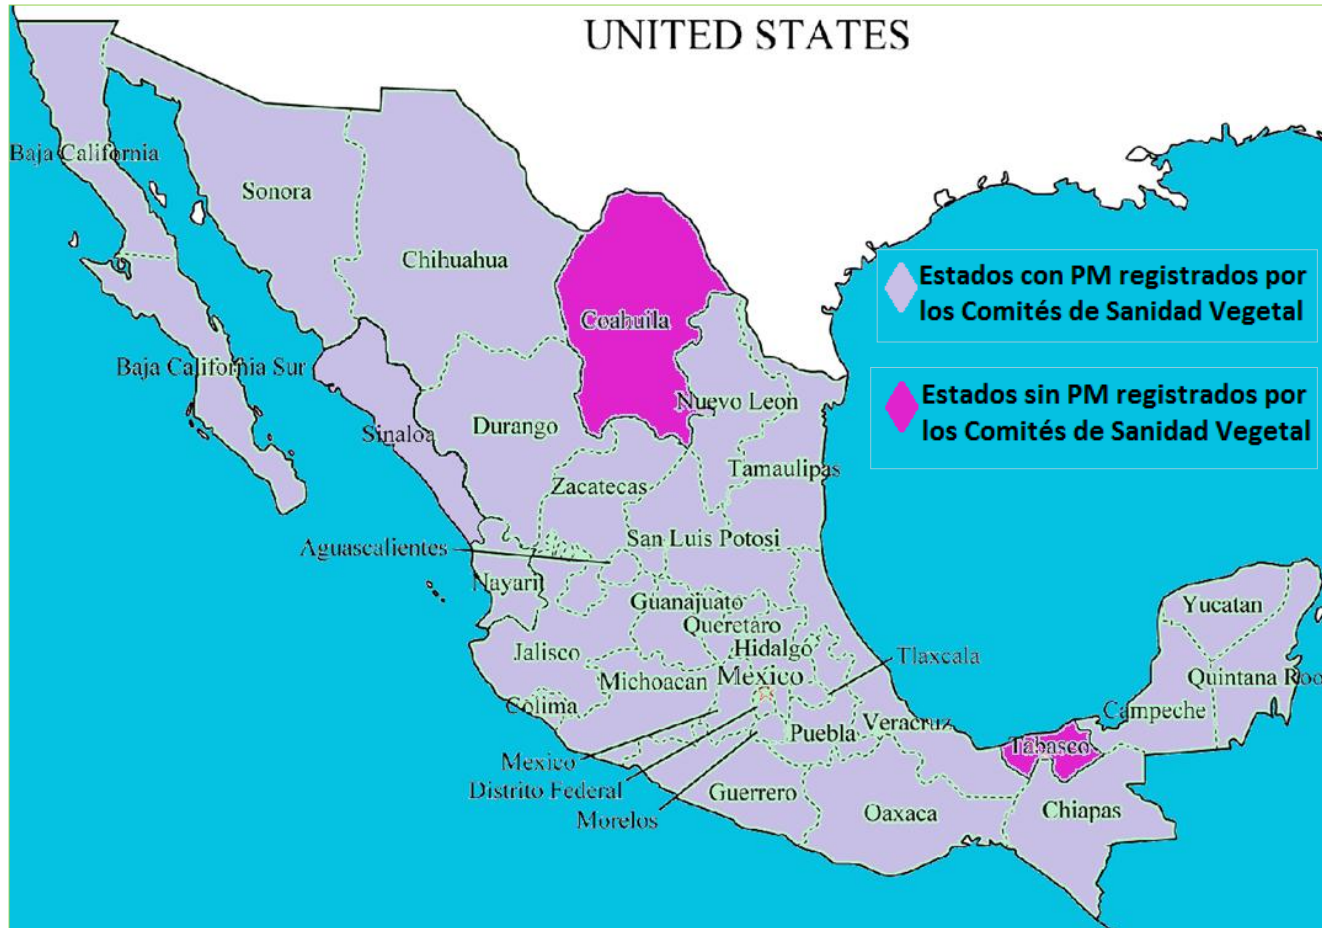 UNITED STATES
Baja California
Sonora
Chihuahua
Estados con PM registrados por
los Comités de Sanidad Vegetal
Coahuila
Baja California Sur
Estados sin PM registrados por
los Comités de Sanidad Vegetal
Nuevo Leon
Durango
Sinaloa
Tamaulipas
Zacatecas
San Luis Potosi
Aguascalientes
Nayarit
Guanajuato
Yucatan
Queretaro
Hidalgo
Jalisco
Tlaxcala
Mexico
Michoacan
Quintana Roo
Colima
Campeche
Veracruz
Puebla
Tabasco
Mexico
Distrito Federal
Guerrero
Morelos
Oaxaca
Chiapas